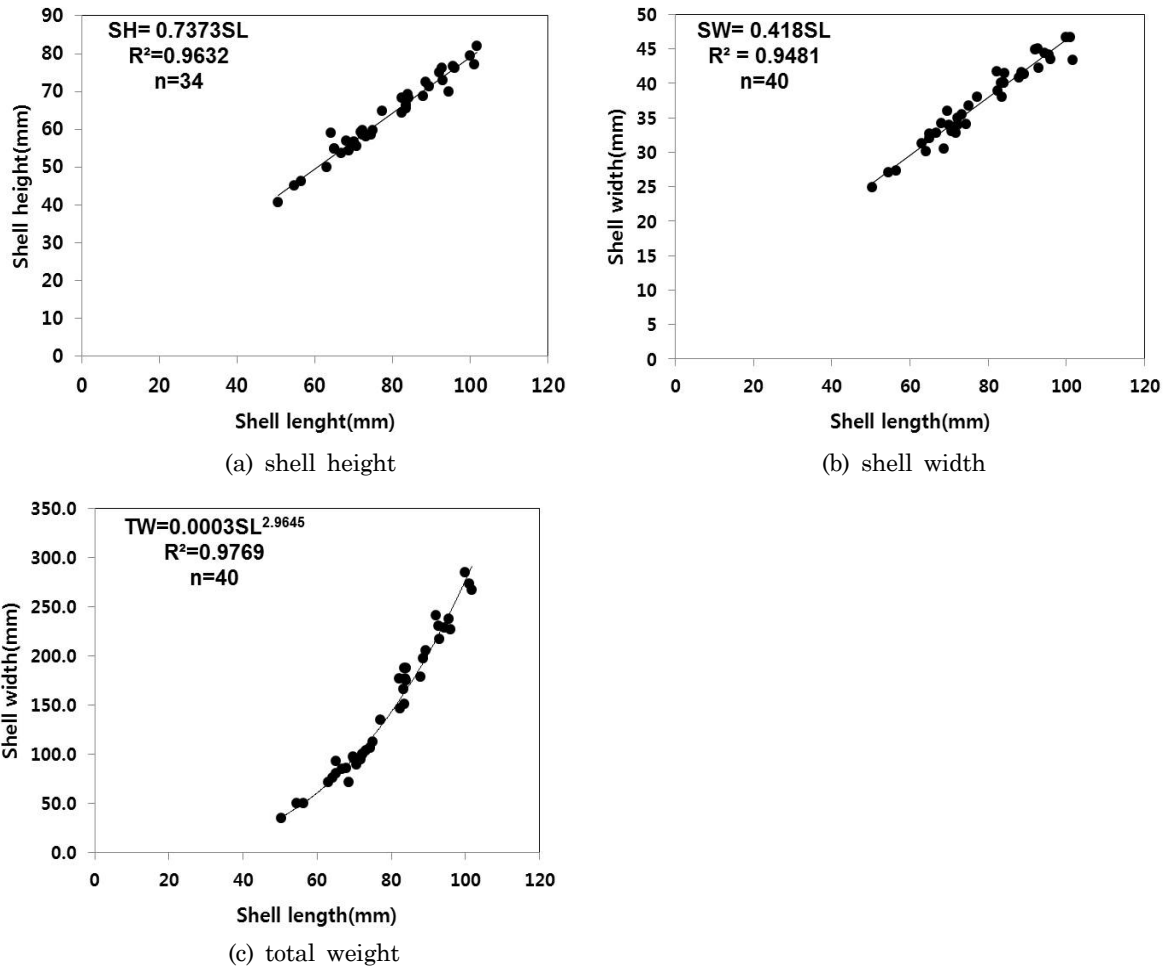 SH= 0.7373SL
R²=0.9632
n=34
90
80
70
60
50
40
30
20
10
0
Shell height(mm)
0 20 40 60 80 100 120
Shell lenght(mm)
(a) shell height
SW= 0.418SL
R² = 0.9481
n=40
50
45
40
35
30
25
20
15
10
5
0
Shell width(mm)
0 20 40 60 80 100 120
Shell length(mm)
(b) shell width
TW=0.0003SL²·⁹⁶⁴⁵
R²=0.9769
n=40
350.0
300.0
250.0
200.0
150.0
100.0
50.0
0.0
Shell width(mm)
0 20 40 60 80 100 120
Shell length(mm)
(c) total weight